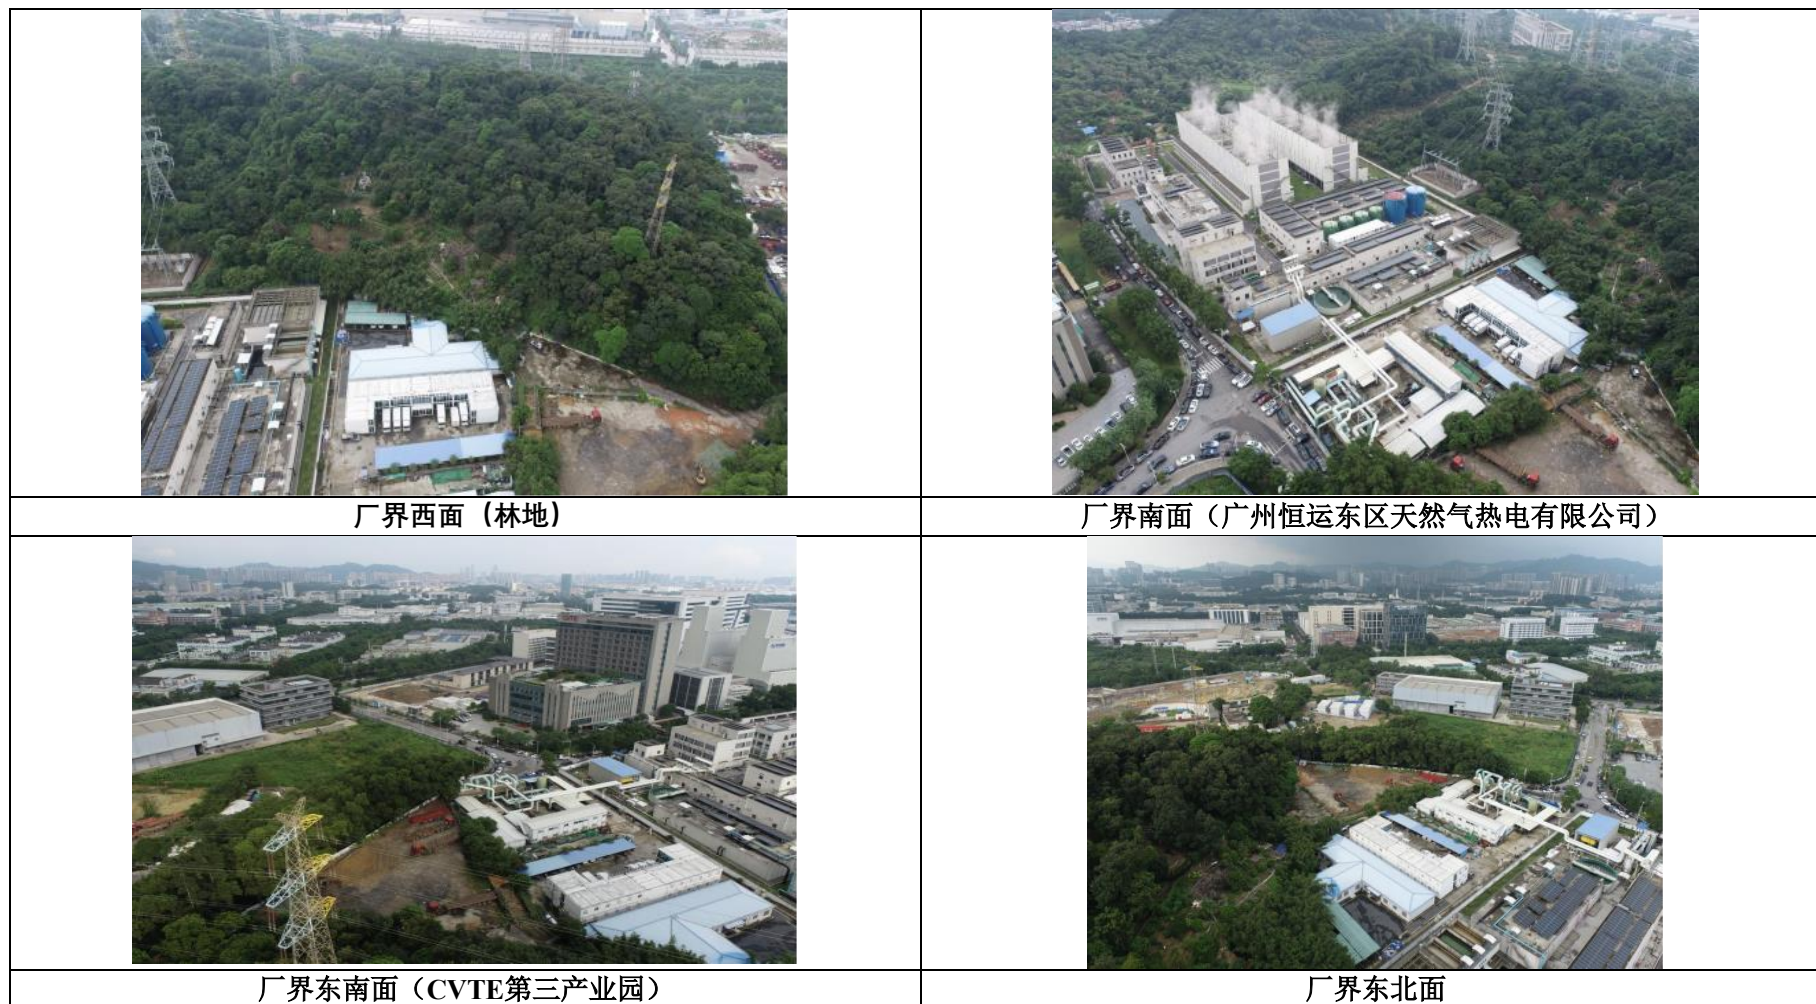 厂界西面（林地）
厂界南面（广州恒运东区天然气热电有限公司）
厂界东南面（CVTE第三产业园）
厂界东北面